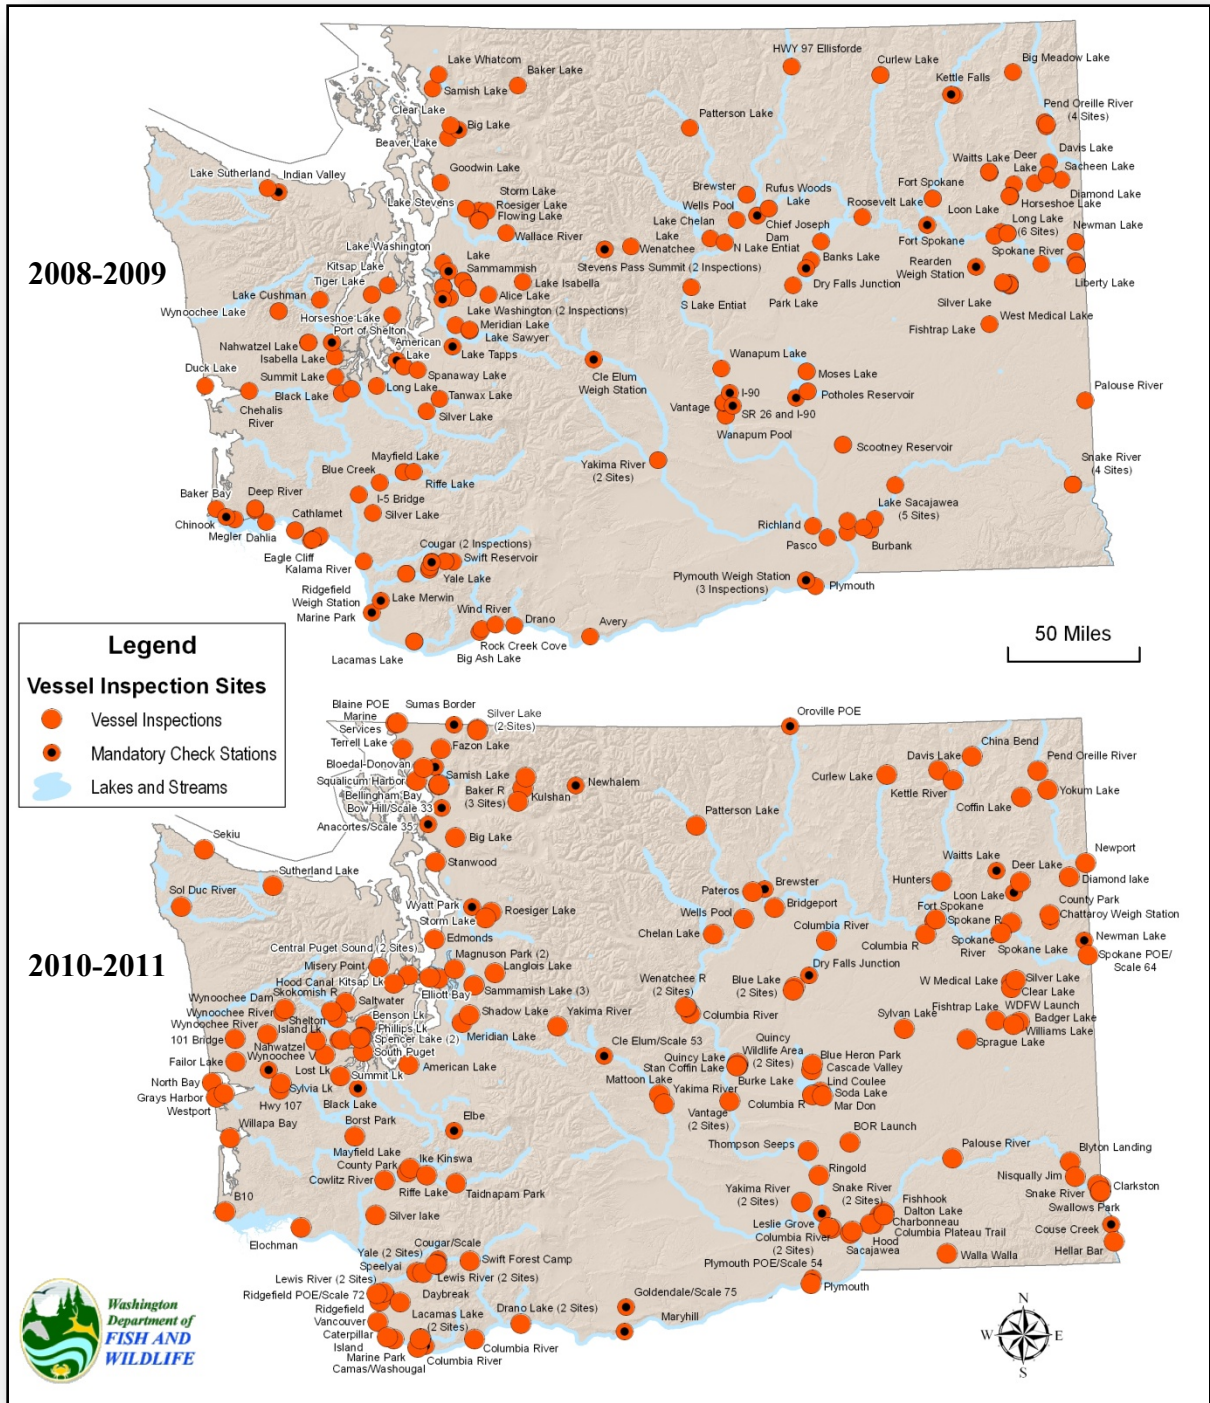 HWY 97 Ellisforde
Lake Whatcom
Baker Lake
Curlew Lake
Big Meadow Lake
Kettle Falls
Samish Lake
Clear Lake
Pend Oreille River
(4 Sites)
Patterson Lake
Big Lake
Beaver Lake
Davis Lake
Waitts Lake
Deer
Lake
Sacheen Lake
Lake Sutherland
Indian Valley
Goodwin Lake
Storm Lake
Brewster
Rufus Woods
Lake
Fort Spokane
Diamond Lake
Lake Stevens
Roesiger Lake
Wells Pool
Roosevelt Lake
Loon Lake
Horseshoe Lake
Flowing Lake
Lake Chelan
Chief Joseph
Dam
Long Lake
(6 Sites)
Newman Lake
Wallace River
Lake
Wenatchee
N Lake Entiat
Fort Spokane
Spokane River
Lake Washington
Stevens Pass Summit (2 Inspections)
Banks Lake
Rearden
Weigh Station
2008-2009
Kitsap Lake
Lake
Sammammish
Tiger Lake
Lake Isabella
Dry Falls Junction
Liberty Lake
Lake Cushman
Alice Lake
S Lake Entiat
Park Lake
Silver Lake
Wynoochee Lake
Horseshoe Lake
Lake Washington (2 Inspections)
West Medical Lake
Port of Shelton
Meridian Lake
Fishtrap Lake
Nahwatzel Lake
American
Lake
Lake Sawyer
Isabella Lake
Lake Tapps
Wanapum Lake
Duck Lake
Summit Lake
Spanaway Lake
Cle Elum
Weigh Station
Moses Lake
Black Lake
Long Lake
Tanwax Lake
I-90
Potholes Reservoir
Palouse River
Chehalis
River
Silver Lake
Vantage
SR 26 and I-90
Wanapum Pool
Scootney Reservoir
Mayfield Lake
Yakima River
(2 Sites)
Snake River
(4 Sites)
Blue Creek
Riffe Lake
Baker Bay
Deep River
I-5 Bridge
Lake Sacajawea
(5 Sites)
Chinook
Cathlamet
Silver Lake
Richland
Megler
Dahlia
Pasco
Burbank
Eagle Cliff
Cougar (2 Inspections)
Kalama River
Swift Reservoir
Yale Lake
Plymouth Weigh Station
(3 Inspections)
Plymouth
Ridgefield
Weigh Station
Lake Merwin
Marine Park
Wind River
Drano
Avery
Rock Creek Cove
Lacamas Lake
Big Ash Lake
50 Miles
Legend
Vessel Inspection Sites
Vessel Inspections
Mandatory Check Stations
Lakes and Streams
Blaine POE
Marine
Services
Sumas Border
Silver Lake
(2 Sites)
Oroville POE
Terrell Lake
Fazon Lake
China Bend
Davis Lake
Pend Oreille River
Bloedal-Donovan
Samish Lake
Squalicum Harbor
Baker R
(3 Sites)
Newhalem
Curlew Lake
Kettle River
Yokum Lake
Bellingham Bay
Kulshan
Coffin Lake
Bow Hill/Scale 33
Patterson Lake
Anacortes/Scale 35
Sekiu
Big Lake
Stanwood
Waitts Lake
Deer Lake
Newport
Sutherland Lake
Sol Duc River
Pateros
Brewster
Hunters
Diamond lake
Loon Lake
Wyatt Park
Roesiger Lake
Bridgeport
County Park
Storm Lake
Wells Pool
Fort Spokane
Spokane R
Chattaroy Weigh Station
Edmonds
Chelan Lake
Columbia River
Columbia R
Spokane
River
Newman Lake
Central Puget Sound (2 Sites)
Spokane Lake
Spokane POE/
Scale 64
2010-2011
Misery Point
Magnuson Park (2)
Dry Falls Junction
Hood Canal
Kitsap Lk
Langlois Lake
Wenatchee R
(2 Sites)
Blue Lake
(2 Sites)
W Medical Lake
Silver Lake
Skokomish R
Elliott Bay
Sammamish Lake (3)
Clear Lake
Wynoochee Dam
Saltwater
Columbia River
Fishtrap Lake
WDFW Launch
Wynoochee River
Benson Lk
Shadow Lake
Yakima River
Badger Lake
Shelton
Sylvan Lake
Wynoochee River
101 Bridge
Island Lk
Phillips Lk
Meridian Lake
Williams Lake
Spencer Lake (2)
Quincy
Wildlife Area
(2 Sites)
Sprague Lake
Nahwatzel
South Puget
Cle Elum/Scale 53
Failor Lake
Wynoochee V
Quincy Lake
Blue Heron Park
Lost Lk
American Lake
Stan Coffin Lake
Cascade Valley
North Bay
Summit Lk
Mattoon Lake
Burke Lake
Lind Coulee
Sylvia Lk
Yakima River
Soda Lake
Grays Harbor
Hwy 107
Black Lake
Columbia R
Mar Don
Westport
Elbe
Vantage
(2 Sites)
Willapa Bay
Borst Park
BOR Launch
Thompson Seeps
Palouse River
Blyton Landing
Mayfield Lake
County Park
Ike Kinswa
Ringold
Nisqually Jim
Cowlitz River
Riffe Lake
Taidnapam Park
Yakima River
(2 Sites)
Snake River
(2 Sites)
Snake River
Clarkston
B10
Fishhook
Swallows Park
Silver lake
Dalton Lake
Leslie Grove
Charbonneau
Couse Creek
Elochman
Columbia River
(2 Sites)
Columbia Plateau Trail
Hood
Sacajawea
Hellar Bar
Cougar/Scale
Yale (2 Sites)
Walla Walla
Speelyai
Swift Forest Camp
Plymouth POE/Scale 54
Lewis River (2 Sites)
Lewis River (2 Sites)
Plymouth
Ridgefield POE/Scale 72
Daybreak
Goldendale/Scale 75
Ridgefield
Drano Lake (2 Sites)
Maryhill
Vancouver
Lacamas Lake
(2 Sites)
Caterpillar
Island
Columbia River
Marine Park
Columbia River
Camas/Washougal
Washington
Department of
FISH AND
WILDLIFE
N
W
E
S